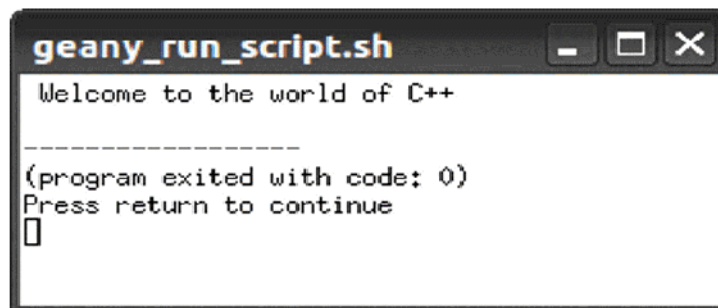 geany_run_script.sh
Welcome to the world of C++
------------------
(program exited with code: 0)
Press return to continue